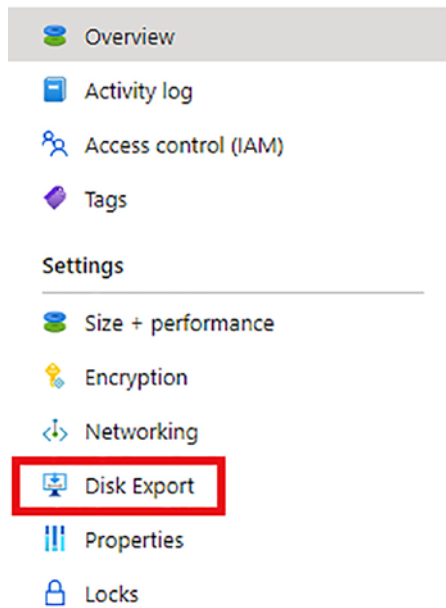 Overview
Activity log
Access control (IAM)
Tags
Settings
Size + performance
Encryption
Networking
Disk Export
Properties
Locks